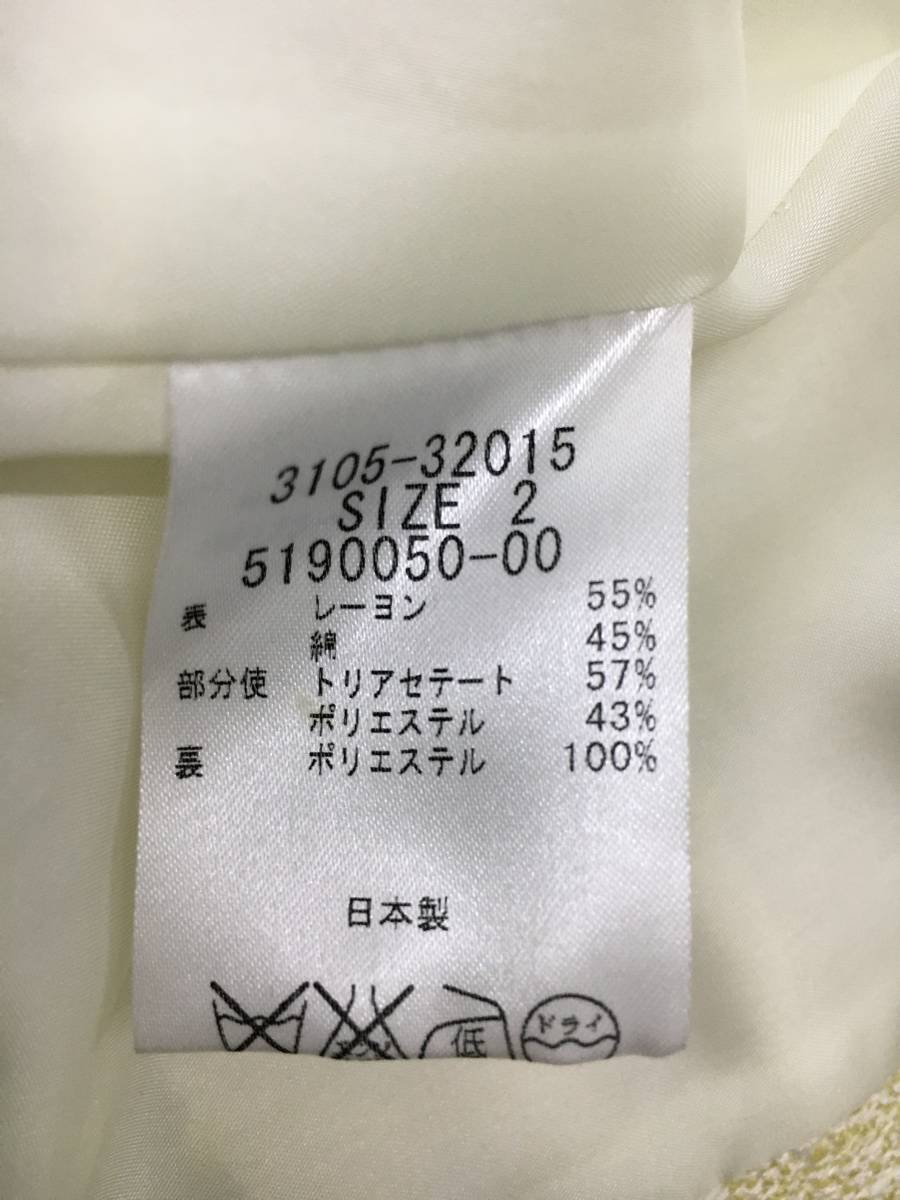 3105-32015
SIZE 2
5190050-00
表 レーヨン 55%
綿 45%
部分使 トリアセテート 57%
ポリエステル 43%
裏 ポリエステル 100%
日本製
低 ドライ